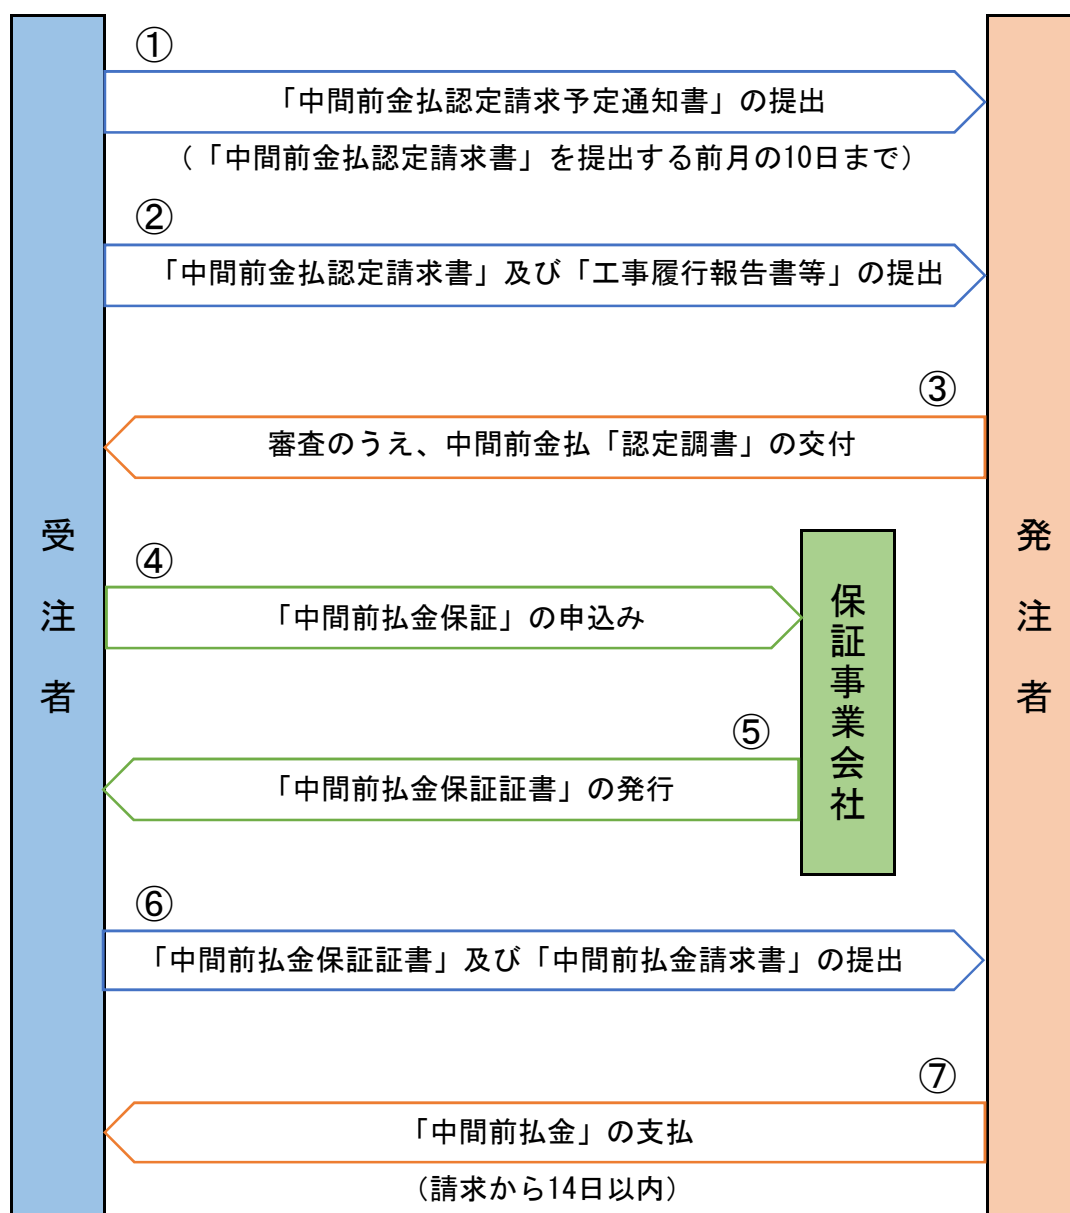 ①
「中間前金払認定請求予定通知書」の提出
（「中間前金払認定請求書」を提出する前月の10日まで）
②
「中間前金払認定請求書」及び「工事履行報告書等」の提出
③
審査のうえ、中間前金払「認定調書」の交付
受注者
発注者
④
「中間前払金保証」の申込み
保証事業会社
⑤
「中間前払金保証証書」の発行
⑥
「中間前払金保証証書」及び「中間前払金請求書」の提出
⑦
「中間前払金」の支払
（請求から14日以内）